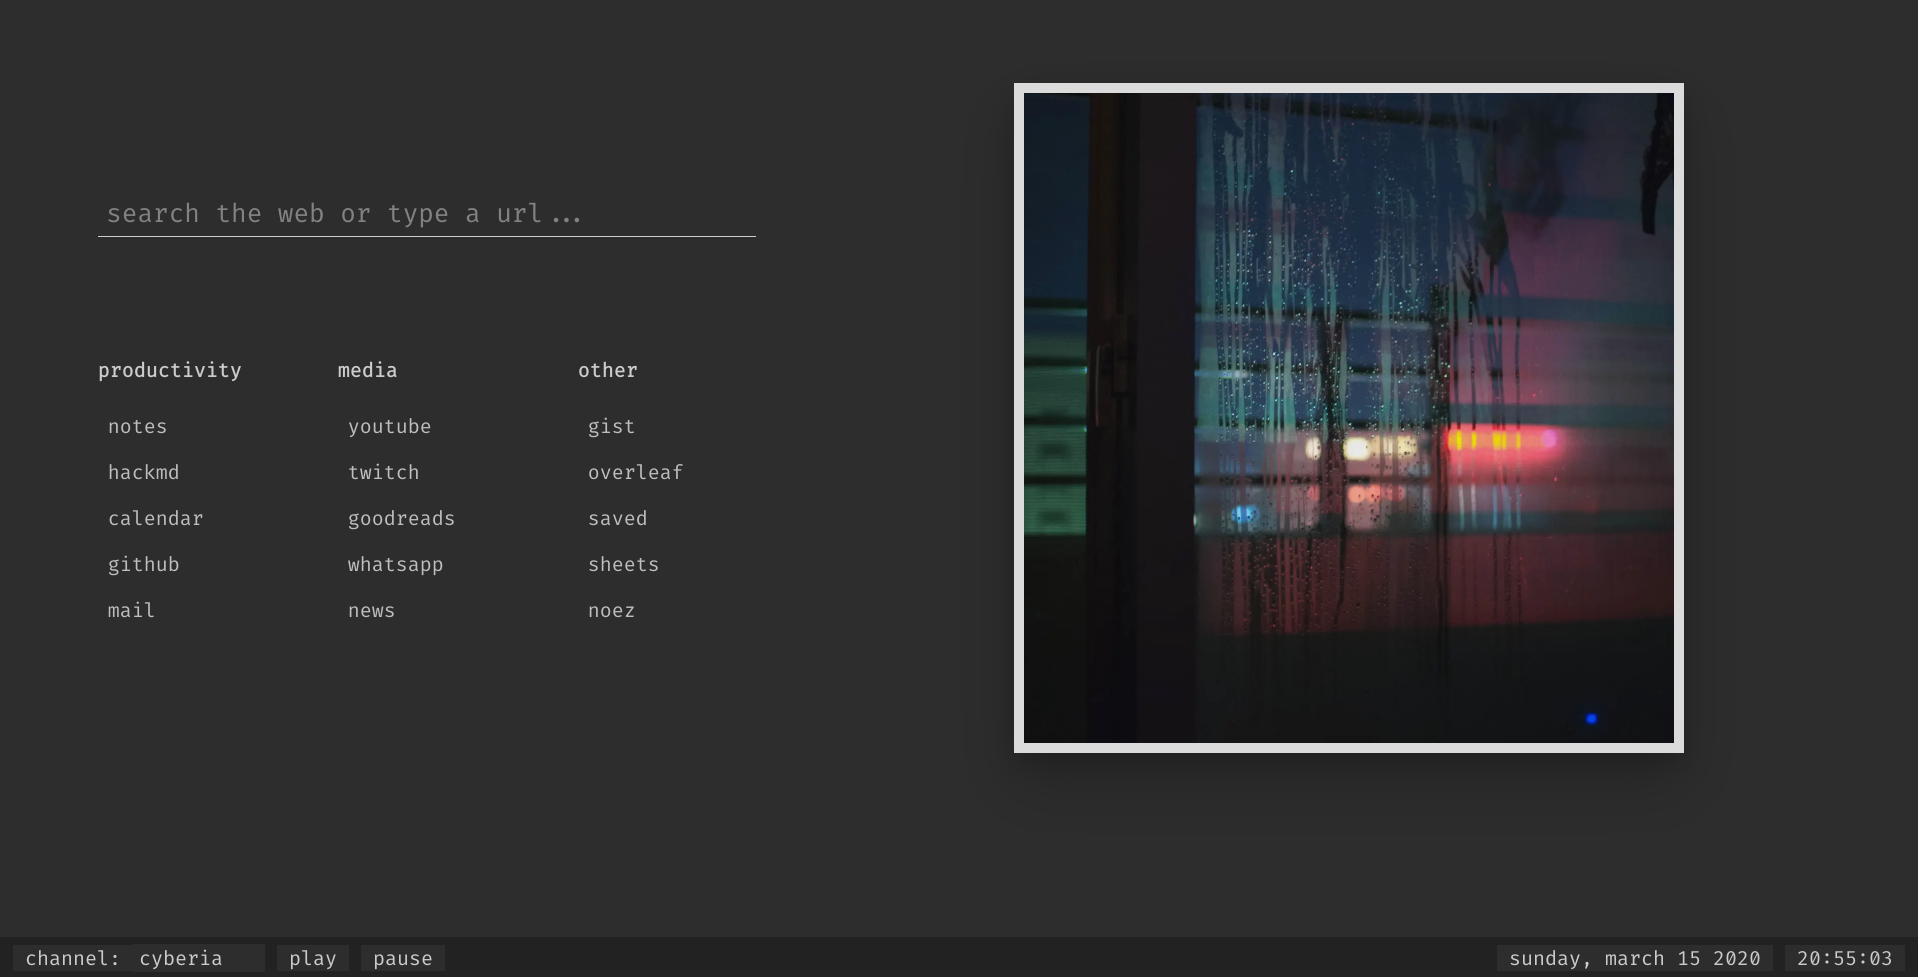 search the web or type a url...
productivity media other
notes youtube gist
hackmd twitch overleaf
calendar goodreads saved
github whatsapp sheets
mail news noez
channel: cyberia play pause sunday, march 15 2020 20:55:03